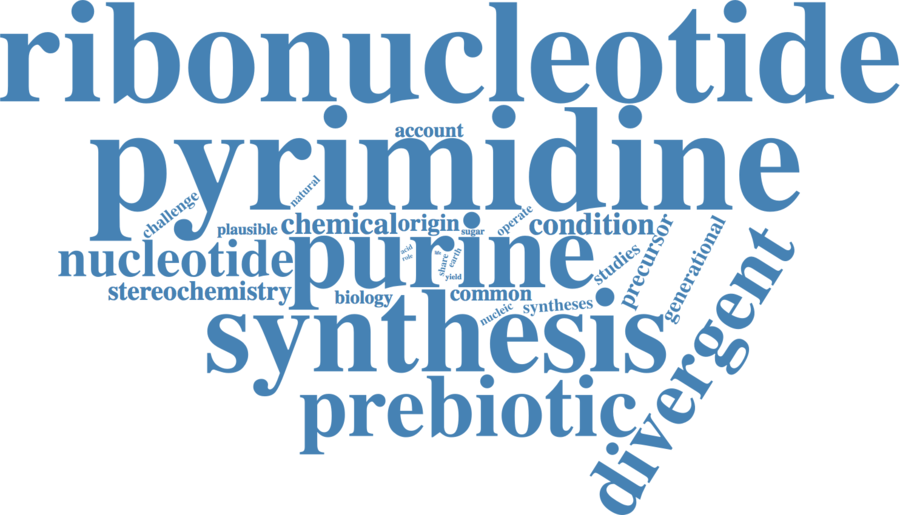 ribonucleotide
pyrimidine
account
natural
challenge
plausible
chemical
origin
sugar
operate
condition
nucleotide
purine
acid
role
life
share
earth
yield
studies
precursor
generational
divergent
stereochemistry
biology
common
nucleic
syntheses
synthesis
prebiotic